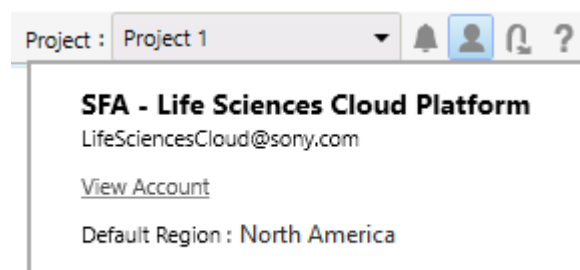 Project : Project 1
SFA - Life Sciences Cloud Platform
LifeSciencesCloud@sony.com
View Account
Default Region : North America